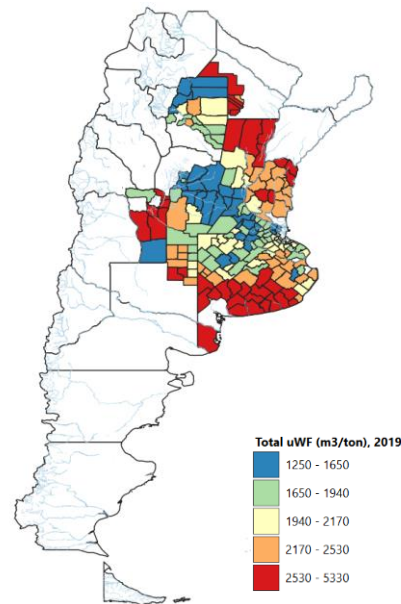 Total uWF (m3/ton), 2019
1250 - 1650
1650 - 1940
1940 - 2170
2170 - 2530
2530 - 5330